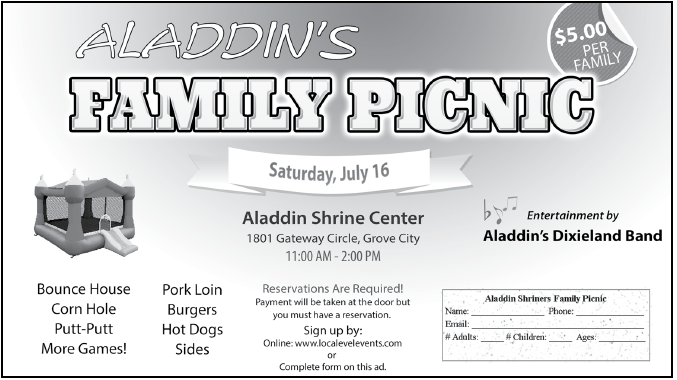 ALADDIN'S
$5.00
PER
FAMILY
FAMILY PICNIC
Saturday, July 16
Aladdin Shrine Center
1801 Gateway Circle, Grove City
11:00 AM - 2:00 PM
Entertainment by
Aladdin's Dixieland Band
Bounce House
Corn Hole
Putt-Putt
More Games!
Pork Loin
Burgers
Hot Dogs
Sides
Reservations Are Required!
Payment will be taken at the door but
you must have a reservation.
Sign up by:
Online: www.localevelevents.com
or
Complete form on this ad.
Aladdin Shriners Family Picnic
Name: Phone:
Email:
# Adults: # Children: Ages: